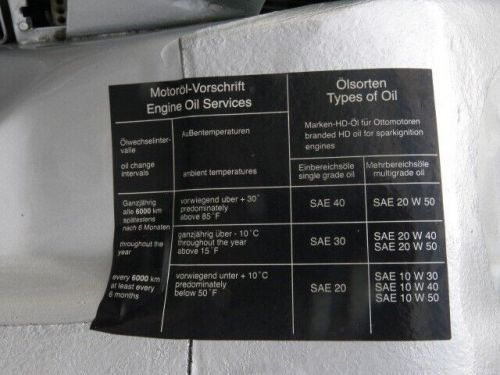 Motoröl-Vorschrift
Engine Oil Services
Ölsorten
Types of Oil
Ölwechselinter-
valle
oil change
intervals
Außentemperaturen
ambient temperatures
Marken-HD-Öl für Ottomotoren
branded HD oil for sparkignition
engines
Einbereichsöle
single grade oil
Mehrbereichsöle
multigrade oil
Ganzjährig
alle 6000 km
spätestens
nach 6 Monaten
throughout the
year
every 6000 km
at least every
6 months
vorwiegend über + 30°
predominately
above 85°F
SAE 40
SAE 20 W 50
ganzjährig über - 10°C
throughout the year
above 15°F
SAE 30
SAE 20 W 40
SAE 20 W 50
vorwiegend unter + 10°C
predominately
below 50°F
SAE 20
SAE 10 W 30
SAE 10 W 40
SAE 10 W 50